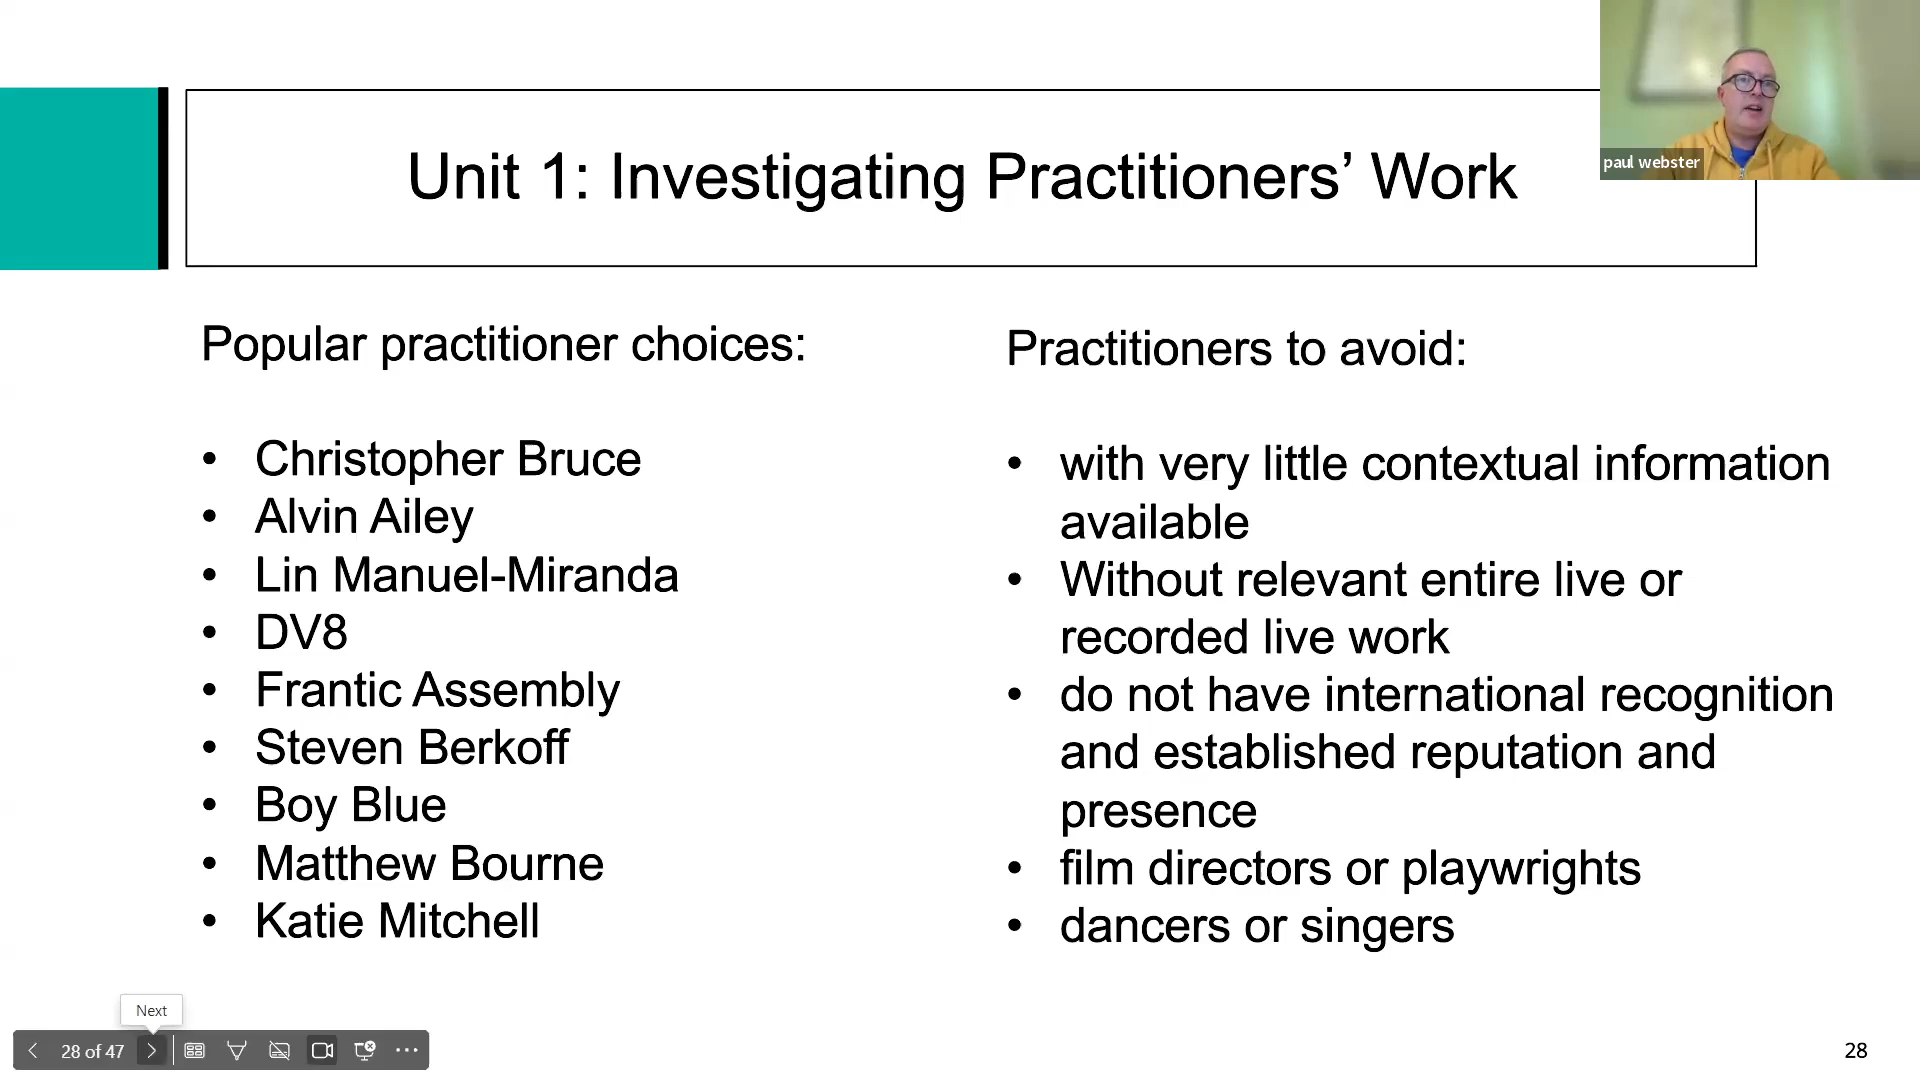 paul webster
Unit 1: Investigating Practitioners’ Work
Popular practitioner choices:
• Christopher Bruce
• Alvin Ailey
• Lin Manuel-Miranda
• DV8
• Frantic Assembly
• Steven Berkoff
• Boy Blue
• Matthew Bourne
• Katie Mitchell
Practitioners to avoid:
• with very little contextual information
available
• Without relevant entire live or
recorded live work
• do not have international recognition
and established reputation and
presence
• film directors or playwrights
• dancers or singers
Next
28 of 47
28